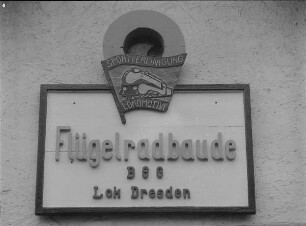 SPORTVEREINIGUNG
LOKOMOTIVE
Flügelradbaude
BSG
Lok Dresden